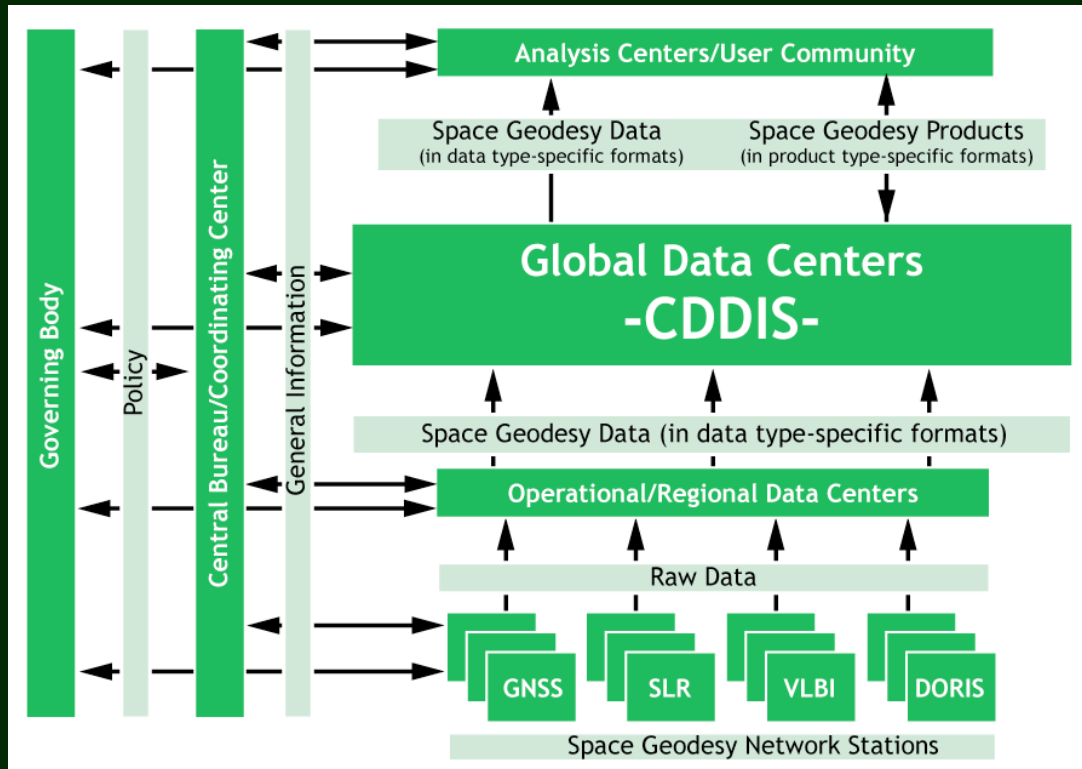 Governing Body
Policy
Central Bureau/Coordinating Center
General Information
Analysis Centers/User Community
Space Geodesy Data
(in data type-specific formats)
Space Geodesy Products
(in product type-specific formats)
Global Data Centers
-CDDIS-
Space Geodesy Data (in data type-specific formats)
Operational/Regional Data Centers
Raw Data
GNSS
SLR
VLBI
DORIS
Space Geodesy Network Stations